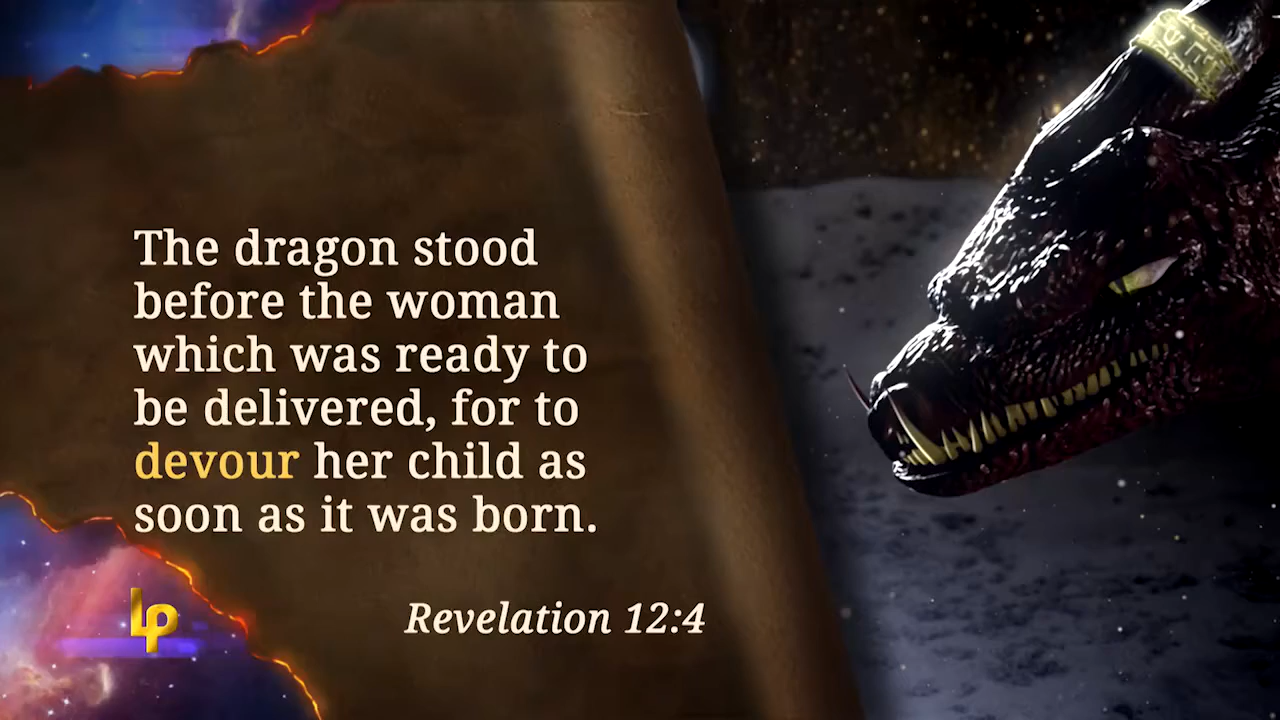 The dragon stood
before the woman
which was ready to
be delivered, for to
devour her child as
soon as it was born.
Revelation 12:4
LP